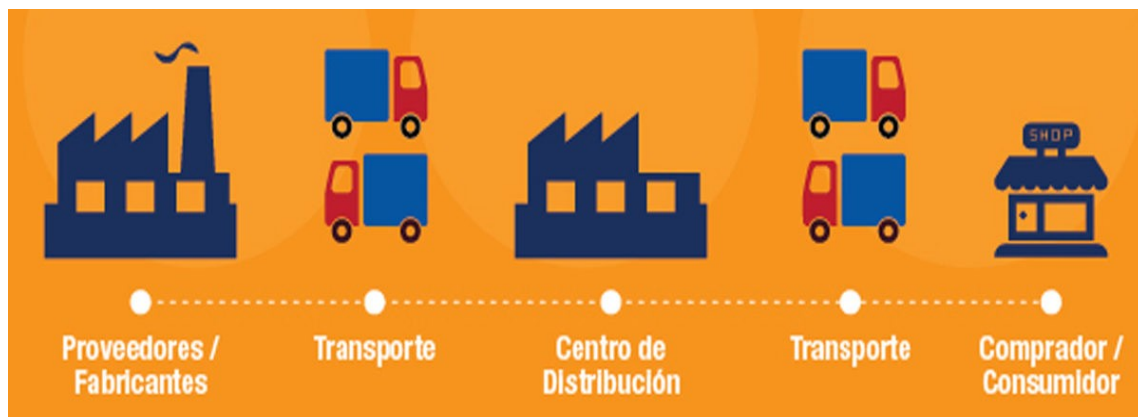 SHOP
Proveedores /
Fabricantes
Transporte
Centro de
Distribución
Transporte
Comprador /
Consumidor